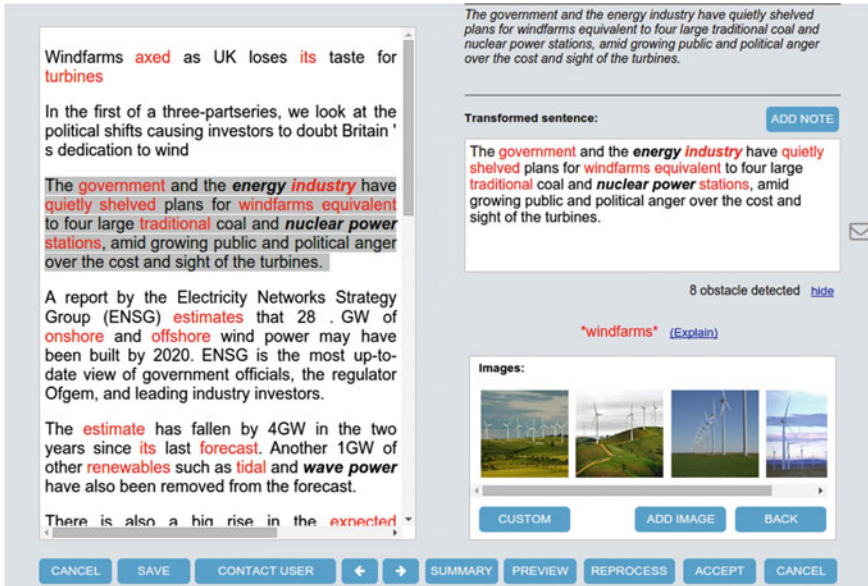 Windfarms axed as UK loses its taste for
turbines
In the first of a three-partseries, we look at the
political shifts causing investors to doubt Britain '
s dedication to wind
The government and the energy industry have
quietly shelved plans for windfarms equivalent
to four large traditional coal and nuclear power
stations, amid growing public and political anger
over the cost and sight of the turbines.
A report by the Electricity Networks Strategy
Group (ENSG) estimates that 28 . GW of
onshore and offshore wind power may have
been built by 2020. ENSG is the most up-to-
date view of government officials, the regulator
Ofgem, and leading industry investors.
The estimate has fallen by 4GW in the two
years since its last forecast. Another 1GW of
other renewables such as tidal and wave power
have also been removed from the forecast.
There is also a big rise in the expected
The government and the energy industry have quietly shelved
plans for windfarms equivalent to four large traditional coal and
nuclear power stations, amid growing public and political anger
over the cost and sight of the turbines.
Transformed sentence:
ADD NOTE
The government and the energy industry have quietly
shelved plans for windfarms equivalent to four large
traditional coal and nuclear power stations, amid
growing public and political anger over the cost and
sight of the turbines.
8 obstacle detected hide
*windfarms* (Explain)
Images:
CUSTOM ADD IMAGE BACK
CANCEL SAVE CONTACT USER SUMMARY PREVIEW REPROCESS ACCEPT CANCEL